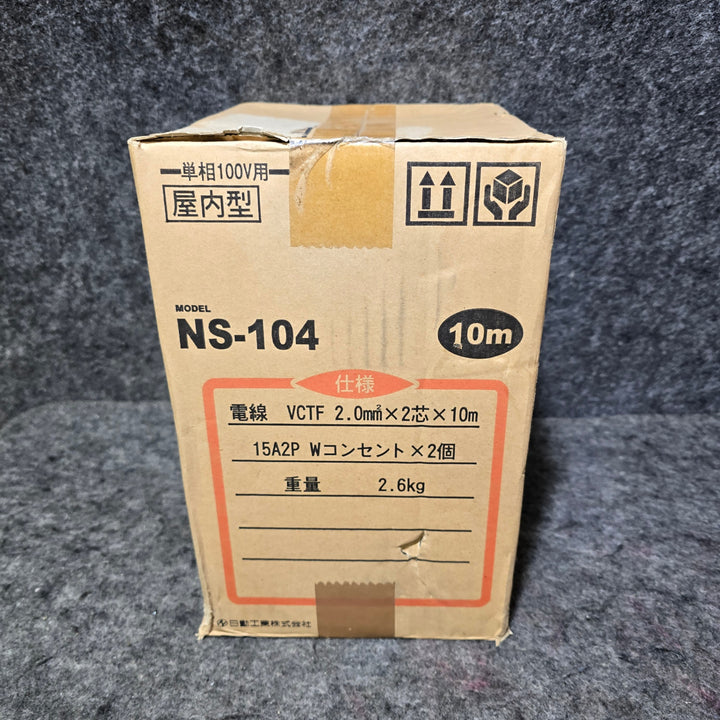 単相100V用
屋内型
MODEL
NS-104
10m
仕様
電線 VCTF 2.0m㎡×2芯×10m
15A2P Wコンセント×2個
重量 2.6kg
日動工業株式会社